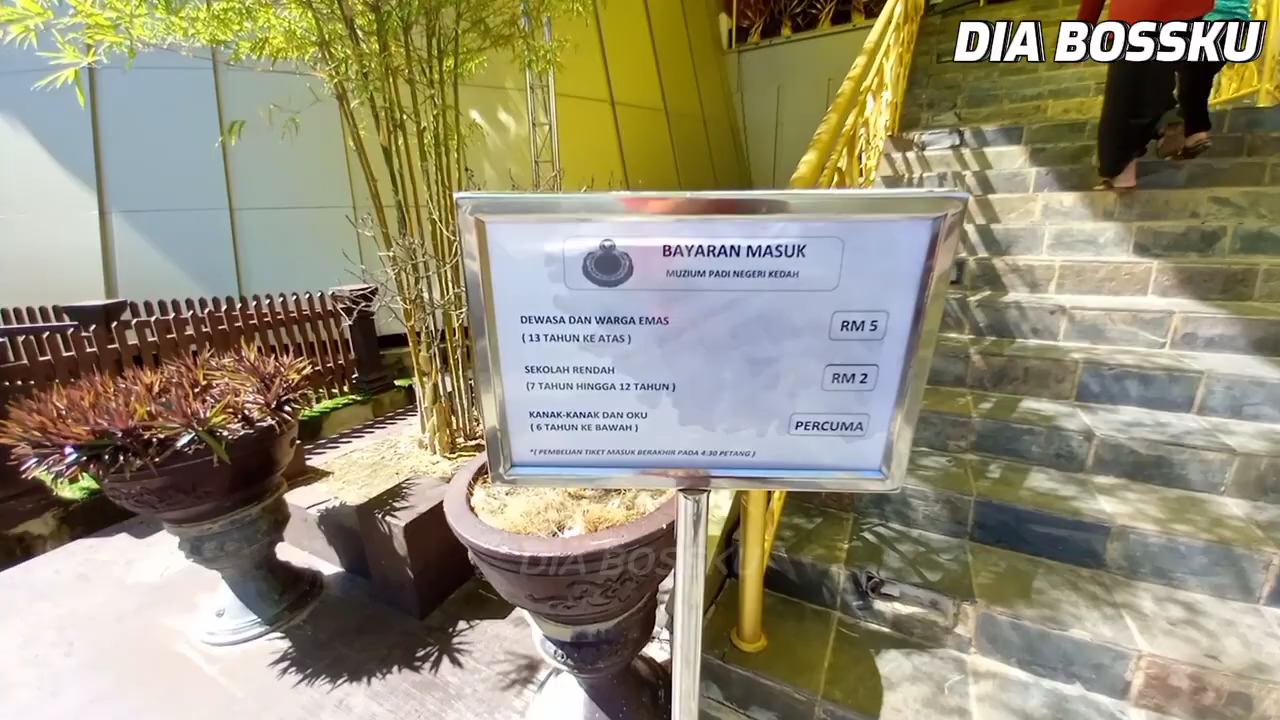 DIA BOSSKU
BAYARAN MASUK
MUZIUM PADI NEGERI KEDAH
DEWASA DAN WARGA EMAS
( 13 TAHUN KE ATAS )
RM 5
SEKOLAH RENDAH
(7 TAHUN HINGGA 12 TAHUN )
RM 2
KANAK-KANAK DAN OKU
( 6 TAHUN KE BAWAH )
PERCUMA
*( PEMBELIAN TIKET MASUK BERAKHIR PADA 4:30 PETANG )
DIA BOSSKU